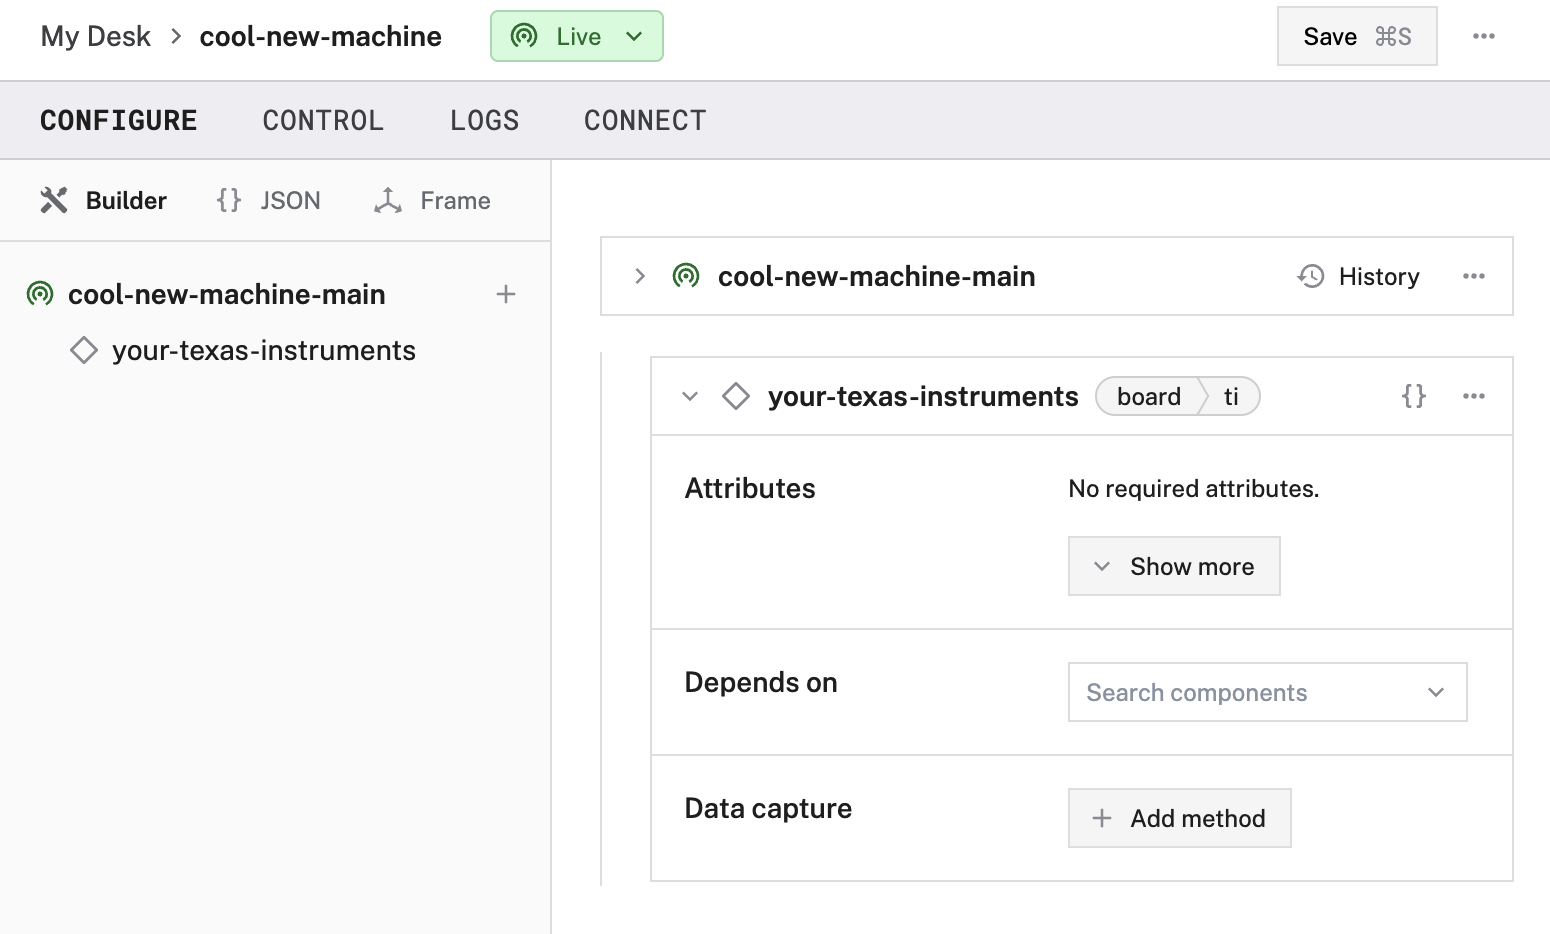 My Desk > cool-new-machine Live Save ⌘S
CONFIGURE CONTROL LOGS CONNECT
Builder {} JSON Frame
cool-new-machine-main
your-texas-instruments
cool-new-machine-main History
your-texas-instruments board ti {}
Attributes No required attributes.
Show more
Depends on Search components
Data capture + Add method